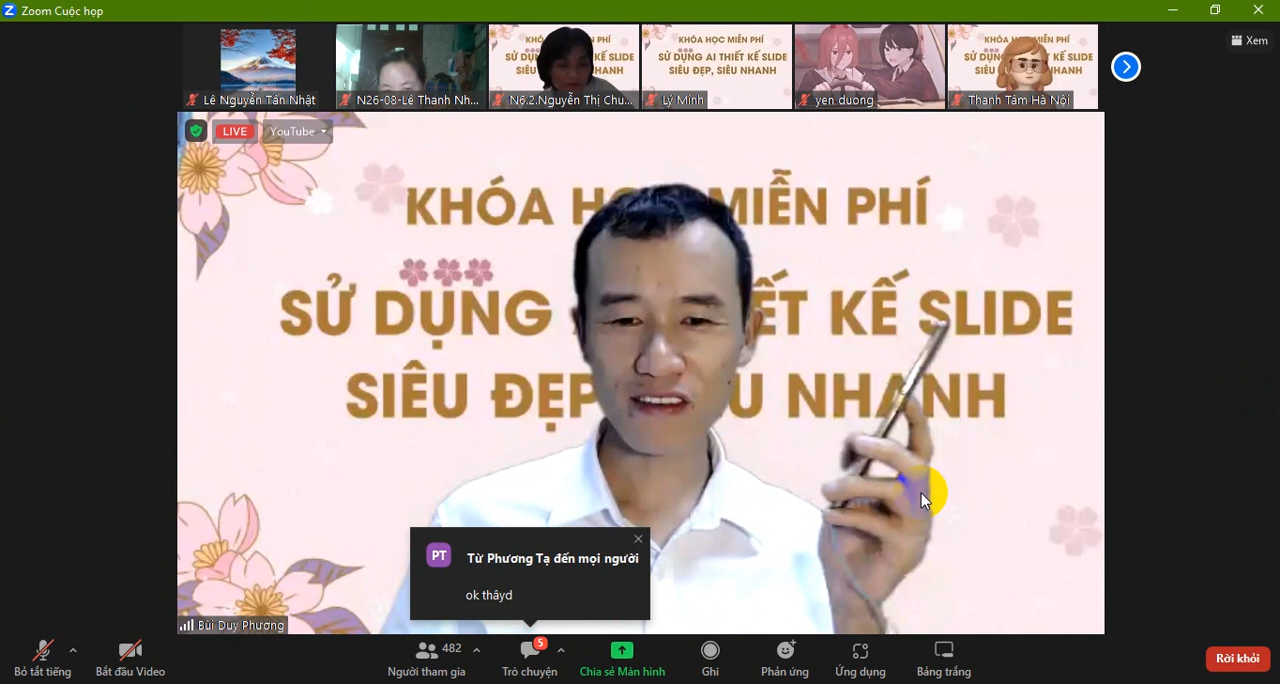 Zoom Cuộc họp
Xem
KHÓA HỌC MIỄN PHÍ
SỬ DỤNG AI THIẾT KẾ SLIDE
SIÊU ĐẸP, SIÊU NHANH
Lê Nguyễn Tấn Nhật
N26-08-Lê Thanh Nh...
N6.2.Nguyễn Thị Chu...
Lý Minh
yen duong
Thanh Tâm Hà Nội
LIVE
YouTube
KHÓA H MIỄN PHÍ
SỬ DỤNG ẾT KẾ SLIDE
SIÊU ĐẸP U NHANH
PT
Từ Phương Tạ đến mọi người
ok thâyd
Bùi Duy Phương
482
5
Bỏ tắt tiếng
Bắt đầu Video
Người tham gia
Trò chuyện
Chia sẻ Màn hình
Ghi
Phản ứng
Ứng dụng
Bảng trắng
Rời khỏi